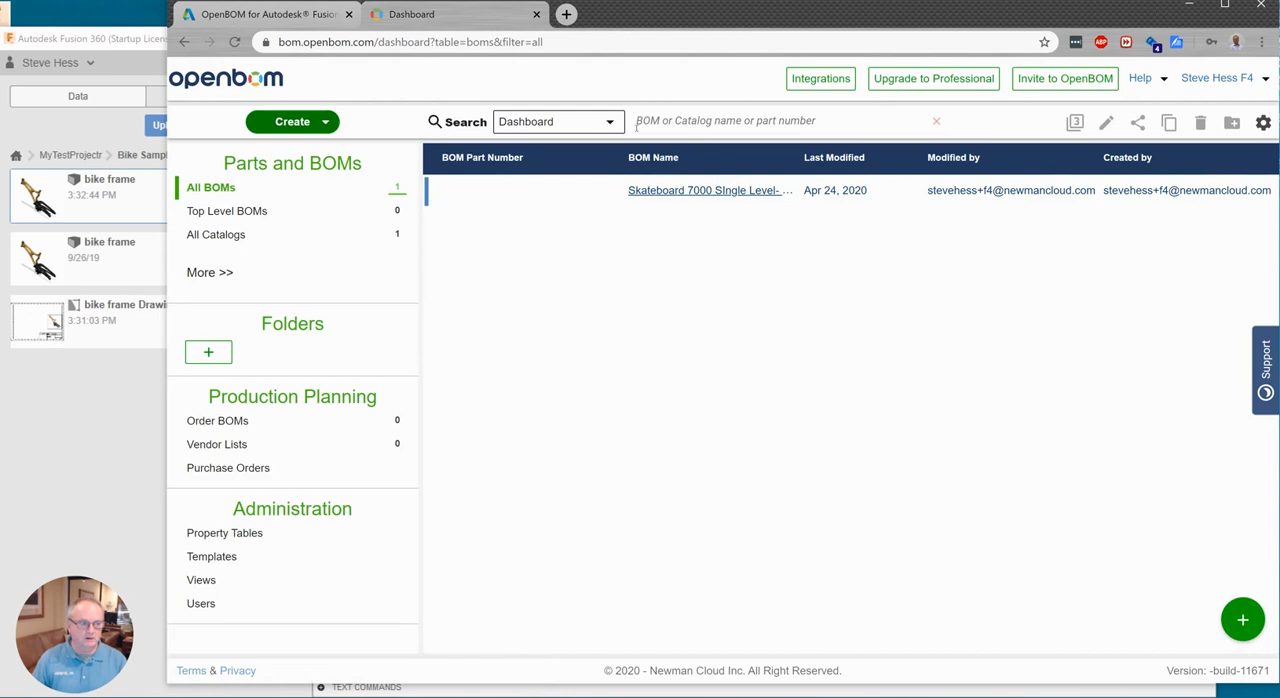 Autodesk Fusion 360 (Startup Licens
Steve Hess
Data
Upl
MyTestProjectr
Bike Samp
bike frame
3:32:44 PM
bike frame
9/26/19
bike frame Drawi
3:31:03 PM
OpenBOM for Autodesk® Fusion
Dashboard
bom.openbom.com/dashboard?table=boms&filter=all
openbom
Integrations
Upgrade to Professional
Invite to OpenBOM
Help
Steve Hess F4
Create
Search
Dashboard
BOM or Catalog name or part number
Parts and BOMs
All BOMs 1
Top Level BOMs 0
All Catalogs 1
More >>
Folders
+
Production Planning
Order BOMs 0
Vendor Lists 0
Purchase Orders
Administration
Property Tables
Templates
Views
Users
BOM Part Number BOM Name Last Modified Modified by Created by
Skateboard 7000 SIngle Level- ... Apr 24, 2020 stevehess+f4@newmancloud.com stevehess+f4@newmancloud.com
Support
+
Terms & Privacy
© 2020 - Newman Cloud Inc. All Right Reserved.
Version: -build-11671
TEXT COMMANDS